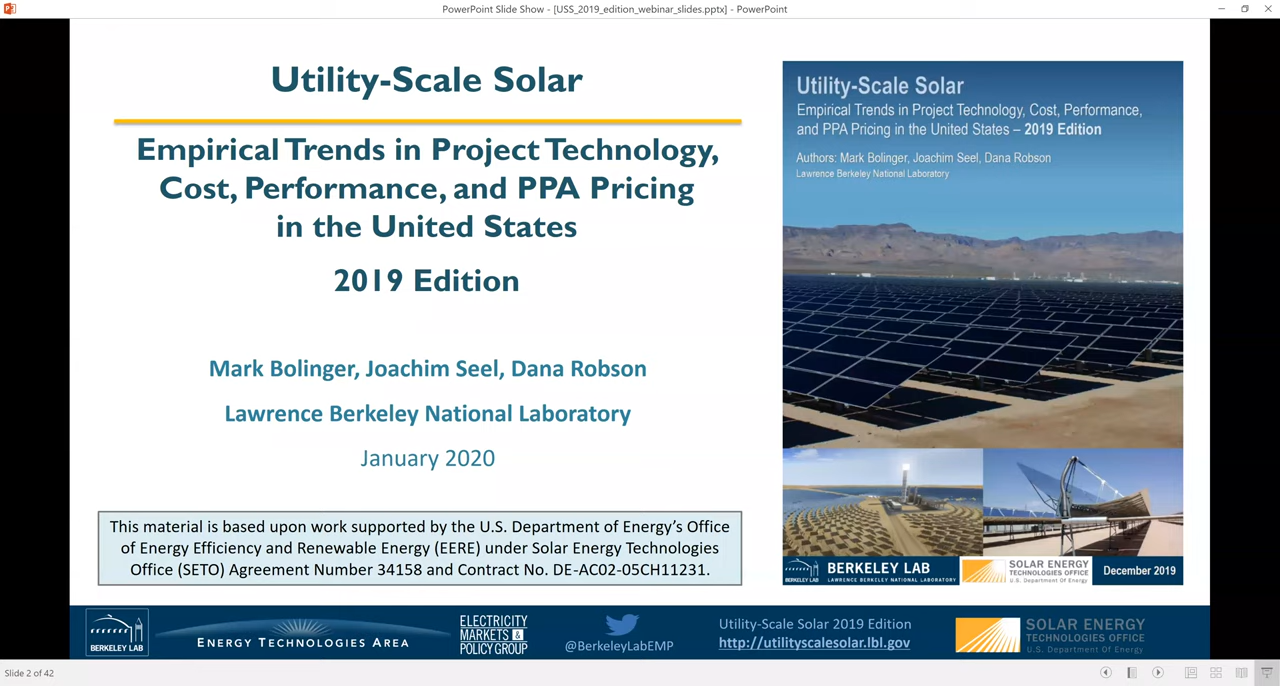 PowerPoint Slide Show - [USS_2019_edition_webinar_slides.pptx] - PowerPoint
Utility-Scale Solar
Empirical Trends in Project Technology,
Cost, Performance, and PPA Pricing
in the United States
2019 Edition
Mark Bolinger, Joachim Seel, Dana Robson
Lawrence Berkeley National Laboratory
January 2020
This material is based upon work supported by the U.S. Department of Energy’s Office
of Energy Efficiency and Renewable Energy (EERE) under Solar Energy Technologies
Office (SETO) Agreement Number 34158 and Contract No. DE-AC02-05CH11231.
Utility-Scale Solar
Empirical Trends in Project Technology, Cost, Performance,
and PPA Pricing in the United States – 2019 Edition
Authors: Mark Bolinger, Joachim Seel, Dana Robson
Lawrence Berkeley National Laboratory
BERKELEY LAB
BERKELEY LAB
LAWRENCE BERKELEY NATIONAL LABORATORY
SOLAR ENERGY
TECHNOLOGIES OFFICE
U.S. Department Of Energy
December 2019
BERKELEY LAB
ENERGY TECHNOLOGIES AREA
ELECTRICITY
MARKETS &
POLICY GROUP
@BerkeleyLabEMP
Utility-Scale Solar 2019 Edition
http://utilityscalesolar.lbl.gov
SOLAR ENERGY
TECHNOLOGIES OFFICE
U.S. Department Of Energy
Slide 2 of 42